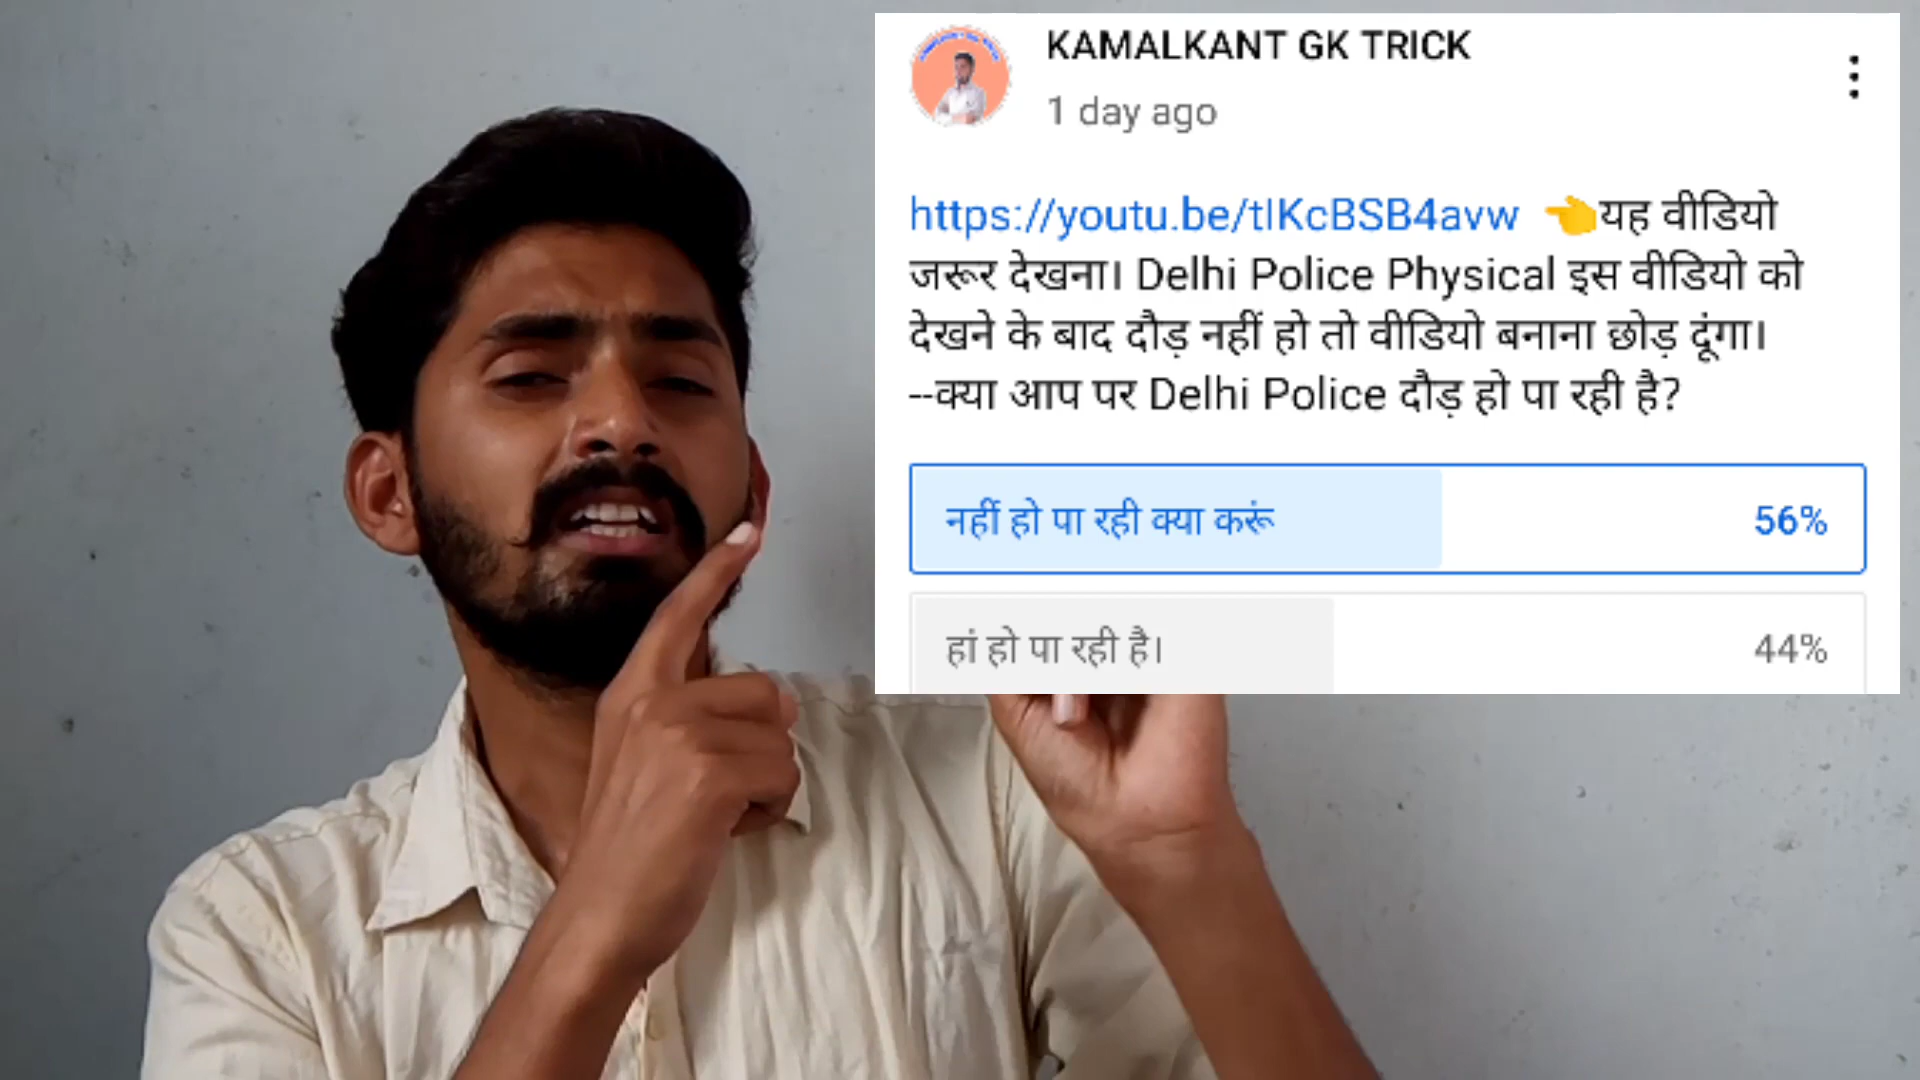 KAMALKANT GK TRICK
1 day ago
https://youtu.be/tIKcBSB4avw 👈यह वीडियो
जरूर देखना। Delhi Police Physical इस वीडियो को
देखने के बाद दौड़ नहीं हो तो वीडियो बनाना छोड़ दूंगा।
--क्या आप पर Delhi Police दौड़ हो पा रही है?
नहीं हो पा रही क्या करूं 56%
हां हो पा रही है। 44%